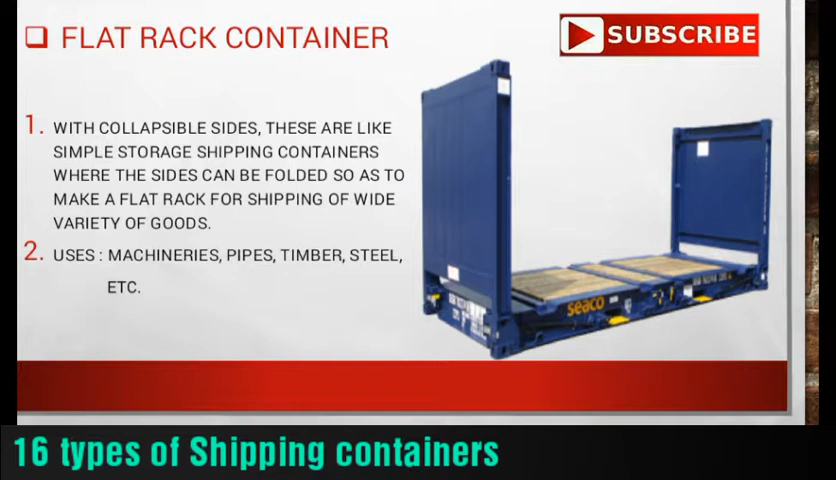 FLAT RACK CONTAINER
SUBSCRIBE
1. WITH COLLAPSIBLE SIDES, THESE ARE LIKE
SIMPLE STORAGE SHIPPING CONTAINERS
WHERE THE SIDES CAN BE FOLDED SO AS TO
MAKE A FLAT RACK FOR SHIPPING OF WIDE
VARIETY OF GOODS.
2. USES : MACHINERIES, PIPES, TIMBER, STEEL,
ETC.
seaco
16 types of Shipping containers